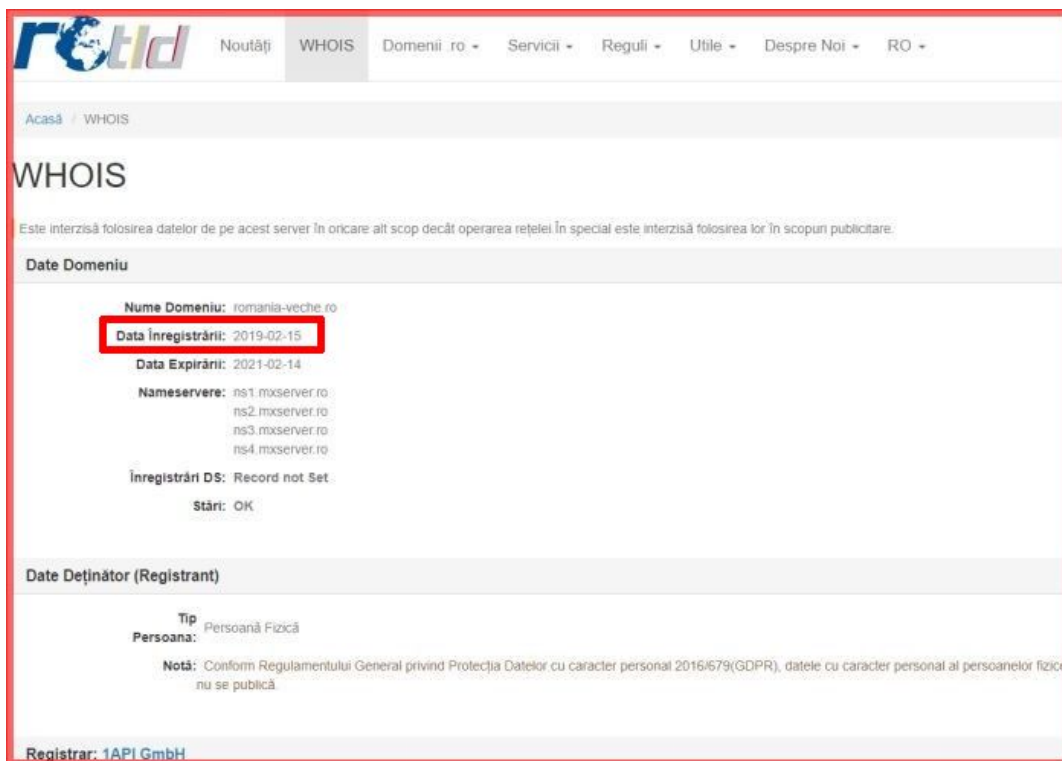 rotld
Noutăți WHOIS Domenii .ro Servicii Reguli Utile Despre Noi RO
Acasă / WHOIS
WHOIS
Este interzisă folosirea datelor de pe acest server în oricare alt scop decât operarea rețelei.În special este interzisă folosirea lor în scopuri publicitare.
Date Domeniu
Nume Domeniu: romania-veche.ro
Data Înregistrării: 2019-02-15
Data Expirării: 2021-02-14
Nameservere: ns1.mxserver.ro
ns2.mxserver.ro
ns3.mxserver.ro
ns4.mxserver.ro
Înregistrări DS: Record not Set
Stări: OK
Date Deținător (Registrant)
Tip Persoana: Persoană Fizică
Notă: Conform Regulamentului General privind Protecția Datelor cu caracter personal 2016/679(GDPR), datele cu caracter personal al persoanelor fizice
nu se publică.
Registrar: 1API GmbH